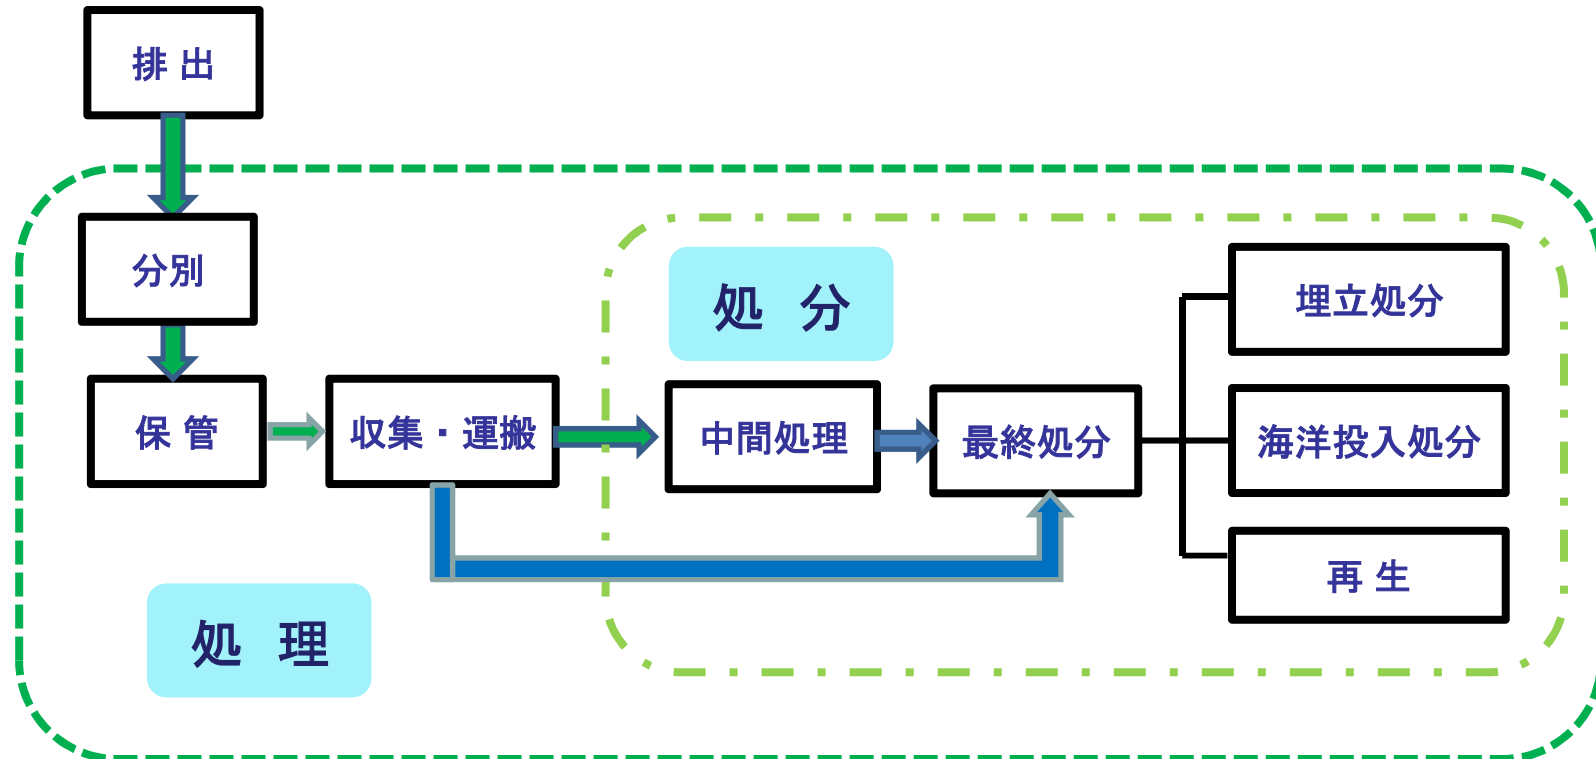 排 出
分別
処 分
埋立処分
保 管
収集・運搬
中間処理
最終処分
海洋投入処分
再 生
処 理